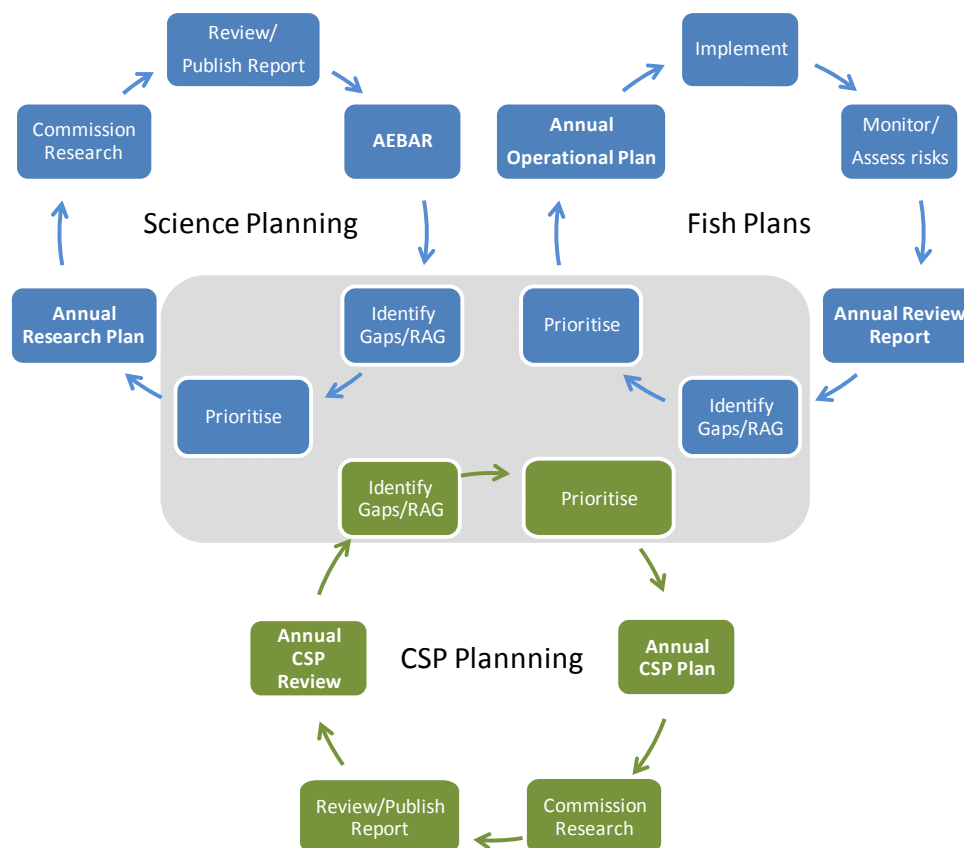 Review/
Publish Report
Implement
Commission
Research
AEBAR
Annual
Operational Plan
Monitor/
Assess risks
Science Planning
Fish Plans
Annual
Research Plan
Identify
Gaps/RAG
Prioritise
Annual Review
Report
Prioritise
Identify
Gaps/RAG
Identify
Gaps/RAG
Prioritise
Annual
CSP
Review
CSP Plannning
Annual
CSP Plan
Review/Publish
Report
Commission
Research